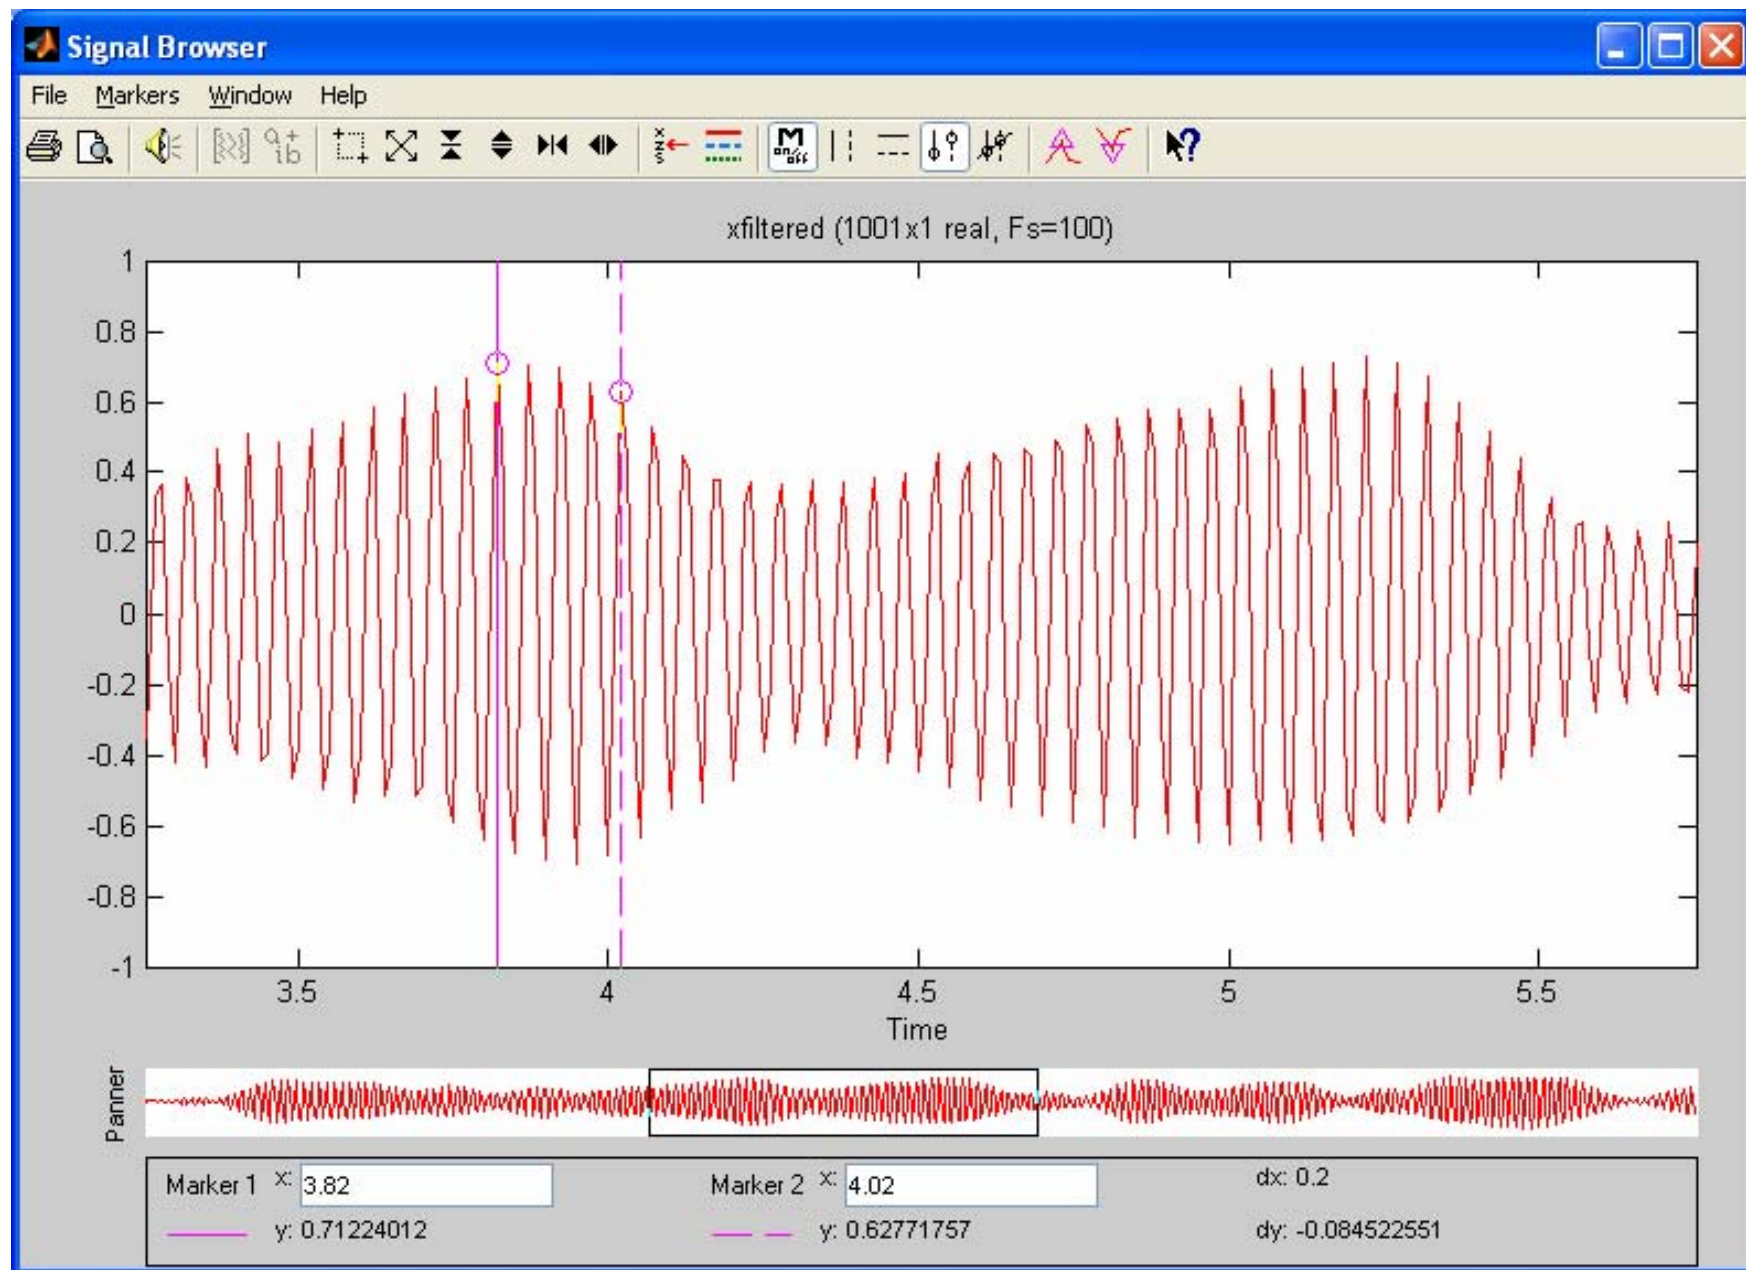 Signal Browser
File Markers Window Help
M
on/off
xfiltered (1001x1 real, Fs=100)
1
0.8
0.6
0.4
0.2
0
-0.2
-0.4
-0.6
-0.8
-1
3.5 4 4.5 5 5.5
Time
Panner
Marker 1 x: 3.82 Marker 2 x: 4.02 dx: 0.2
y: 0.71224012 y: 0.62771757 dy: -0.084522551